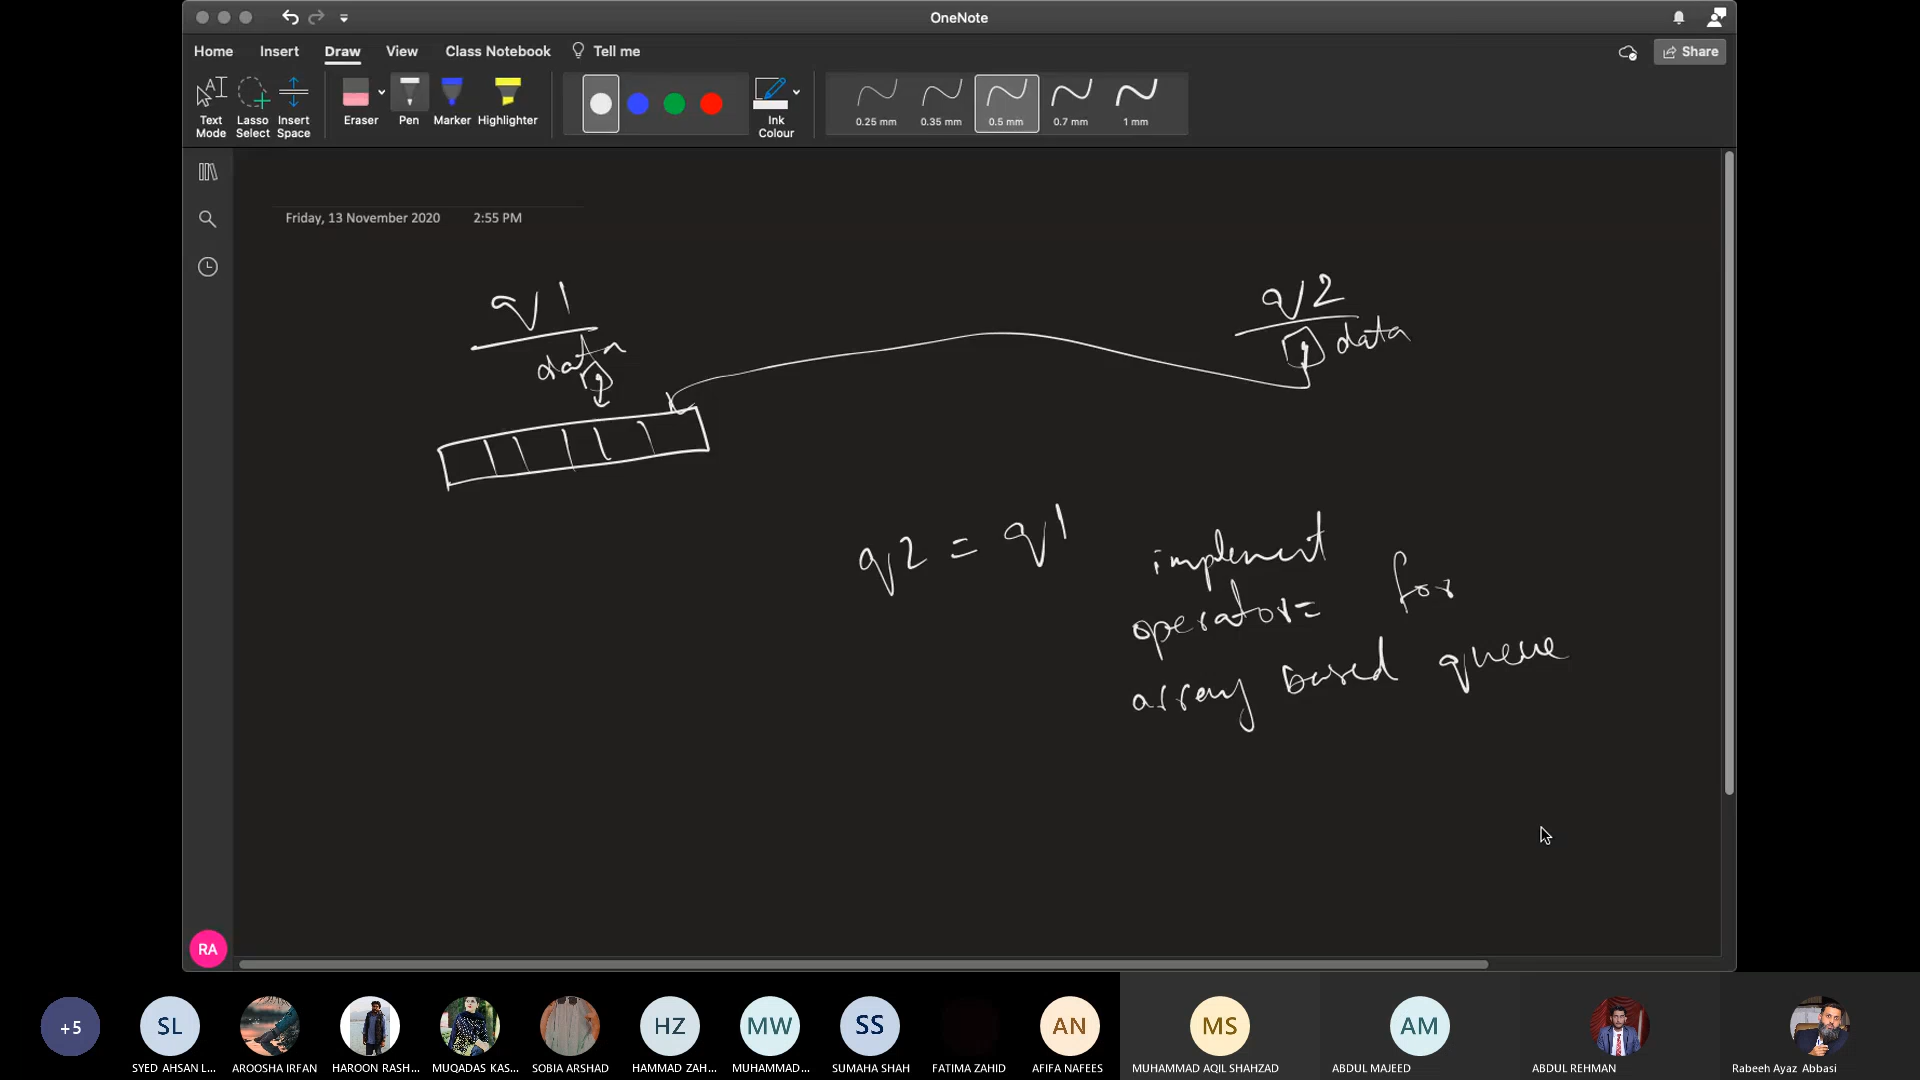 OneNote
Home Insert Draw View Class Notebook Tell me Share
Text Mode
Lasso Select
Insert Space
Eraser
Pen
Marker
Highlighter
Ink Colour
0.25 mm
0.35 mm
0.5 mm
0.7 mm
1 mm
Friday, 13 November 2020 2:55 PM
q1
data
q2
data
q2 = q1
implement
operator= for
array based queue
RA
+5
SL
HZ
MW
SS
AN
MS
AM
SYED AHSAN L...
AROOSHA IRFAN
HAROON RASH...
MUQADAS KAS...
SOBIA ARSHAD
HAMMAD ZAH...
MUHAMMAD...
SUMAHA SHAH
FATIMA ZAHID
AFIFA NAFEES
MUHAMMAD AQIL SHAHZAD
ABDUL MAJEED
ABDUL REHMAN
Rabeeh Ayaz Abbasi